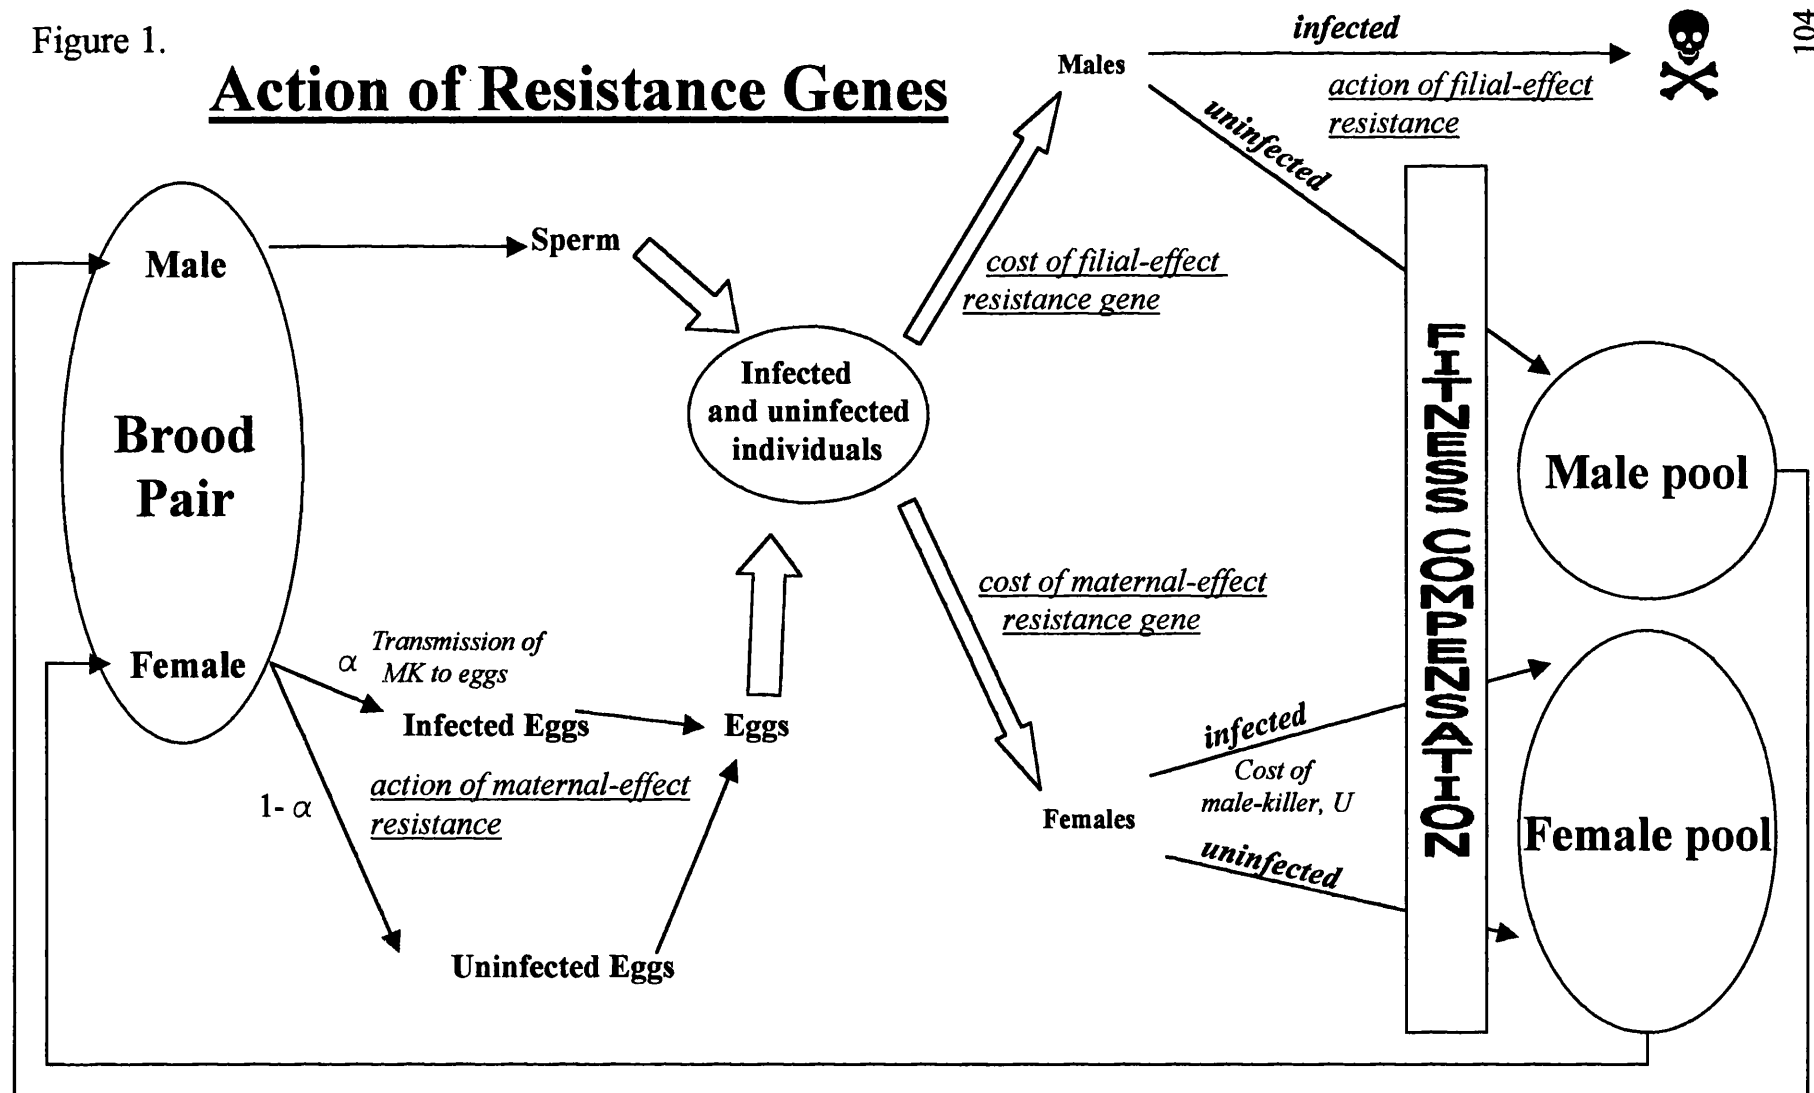 Figure 1.
104
Action of Resistance Genes
Males
infected
action of filial-effect
resistance
uninfected
Male
Sperm
cost of filial-effect
resistance gene
Brood
Pair
Infected
and uninfected
individuals
FITNESS COMPENSATION
Male pool
cost of maternal-effect
resistance gene
Female
α
Transmission of
MK to eggs
Infected Eggs
Eggs
infected
Cost of
male-killer, U
action of maternal-effect
resistance
1- α
Females
uninfected
Female pool
Uninfected Eggs